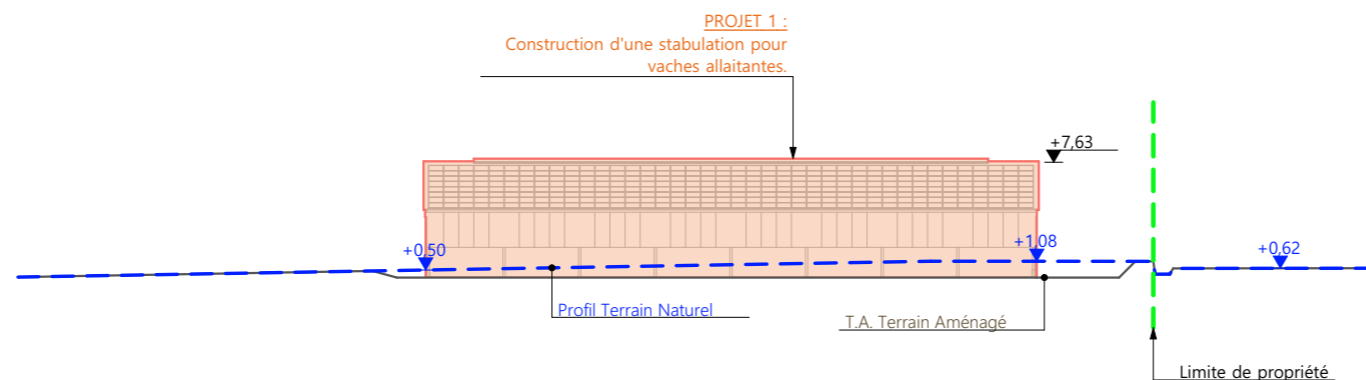 PROJET 1 :
Construction d'une stabulation pour
vaches allaitantes.
+7,63
+0,50
+1,08
+0,62
Profil Terrain Naturel
T.A. Terrain Aménagé
Limite de propriété